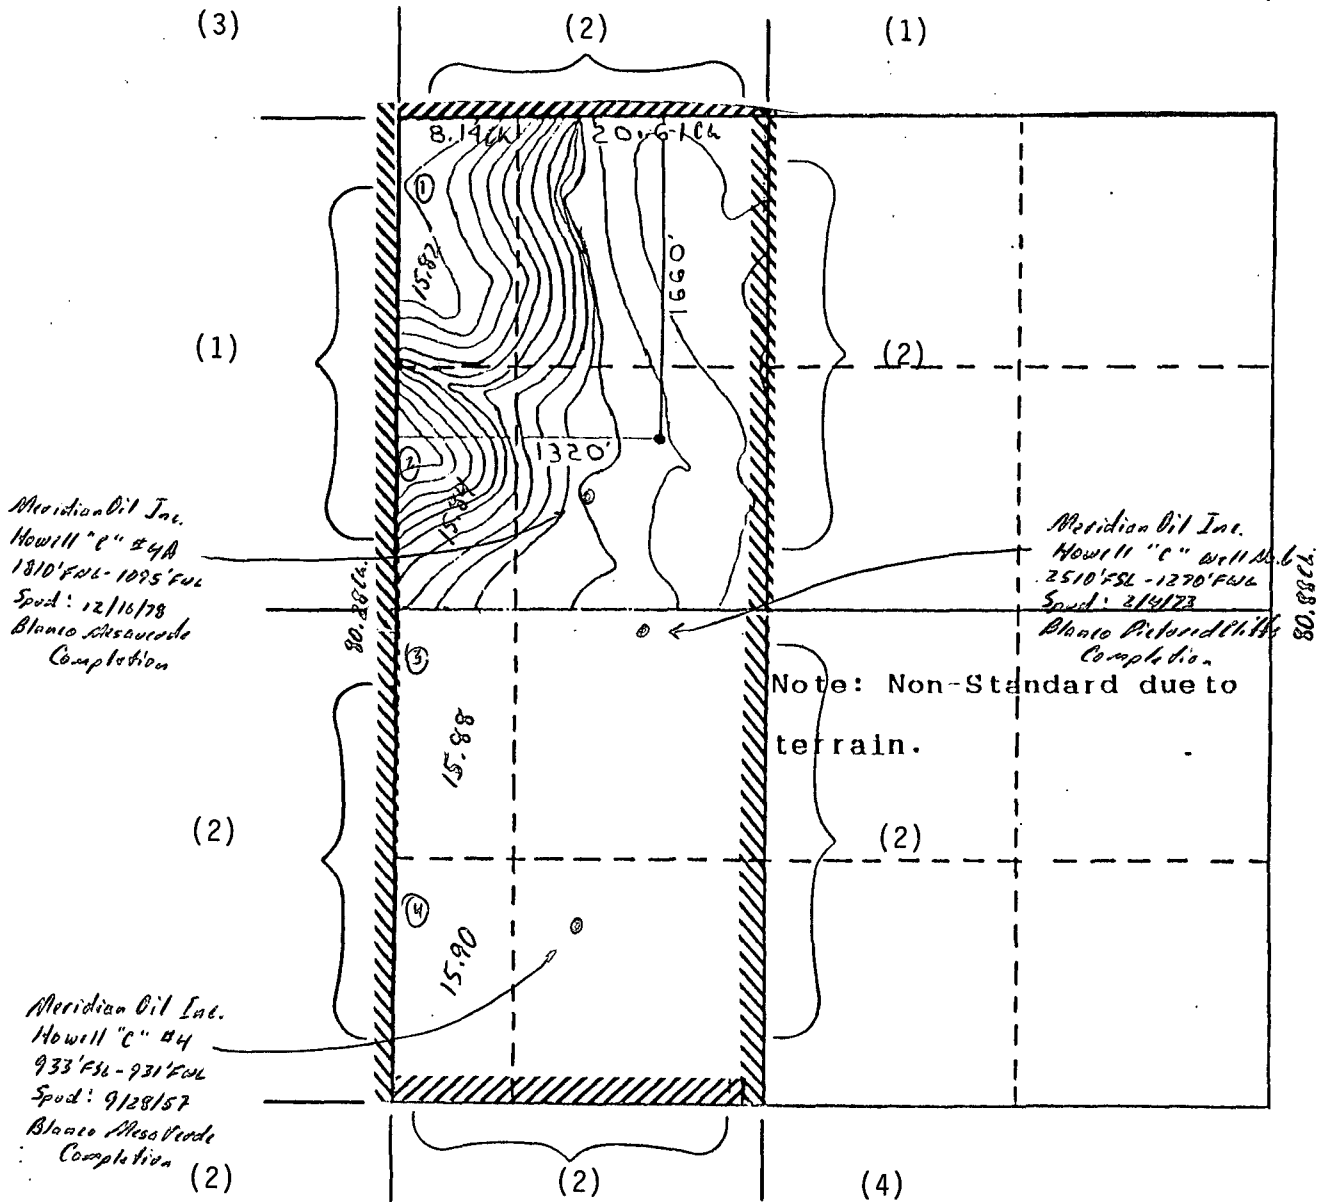 (3)
(2)
(1)
8.14Ch
20.61Ch
1
15.82
1660'
(1)
(2)
1320'
2
15.84
Meridian Oil Inc.
Howell "C" #4A
1810'FNL-1095'FWL
Spud: 12/16/78
Blanco Mesaverde
Completion
80.28Ch.
Meridian Oil Inc.
Howell "C" Well No. 6
2510'FSL-1270'FWL
Spud:
Blanco Pictured Cliffs
Completion
80.88Ch.
3
15.88
Note: Non-Standard due to
terrain.
(2)
(2)
4
15.90
Meridian Oil Inc.
Howell "C" #4
933'FSL-931'FWL
Spud: 9/28/57
Blanco Mesa Verde
Completion
(2)
(2)
(4)